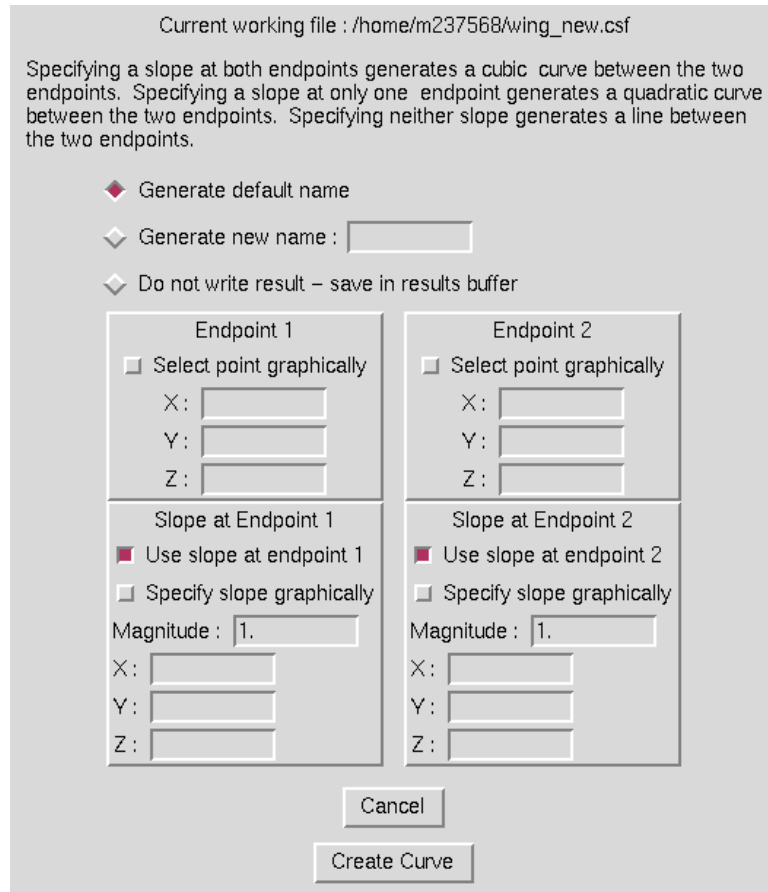 Current working file : /home/m237568/wing_new.csf
Specifying a slope at both endpoints generates a cubic  curve between the two
endpoints.  Specifying a slope at only one  endpoint generates a quadratic curve
between the two endpoints.  Specifying neither slope generates a line between
the two endpoints.
Generate default name
Generate new name :
Do not write result – save in results buffer
Endpoint 1
Select point graphically
X :
Y :
Z :
Endpoint 2
Select point graphically
X :
Y :
Z :
Slope at Endpoint 1
Use slope at endpoint 1
Specify slope graphically
Magnitude : 1.
X :
Y :
Z :
Slope at Endpoint 2
Use slope at endpoint 2
Specify slope graphically
Magnitude : 1.
X :
Y :
Z :
Cancel
Create Curve